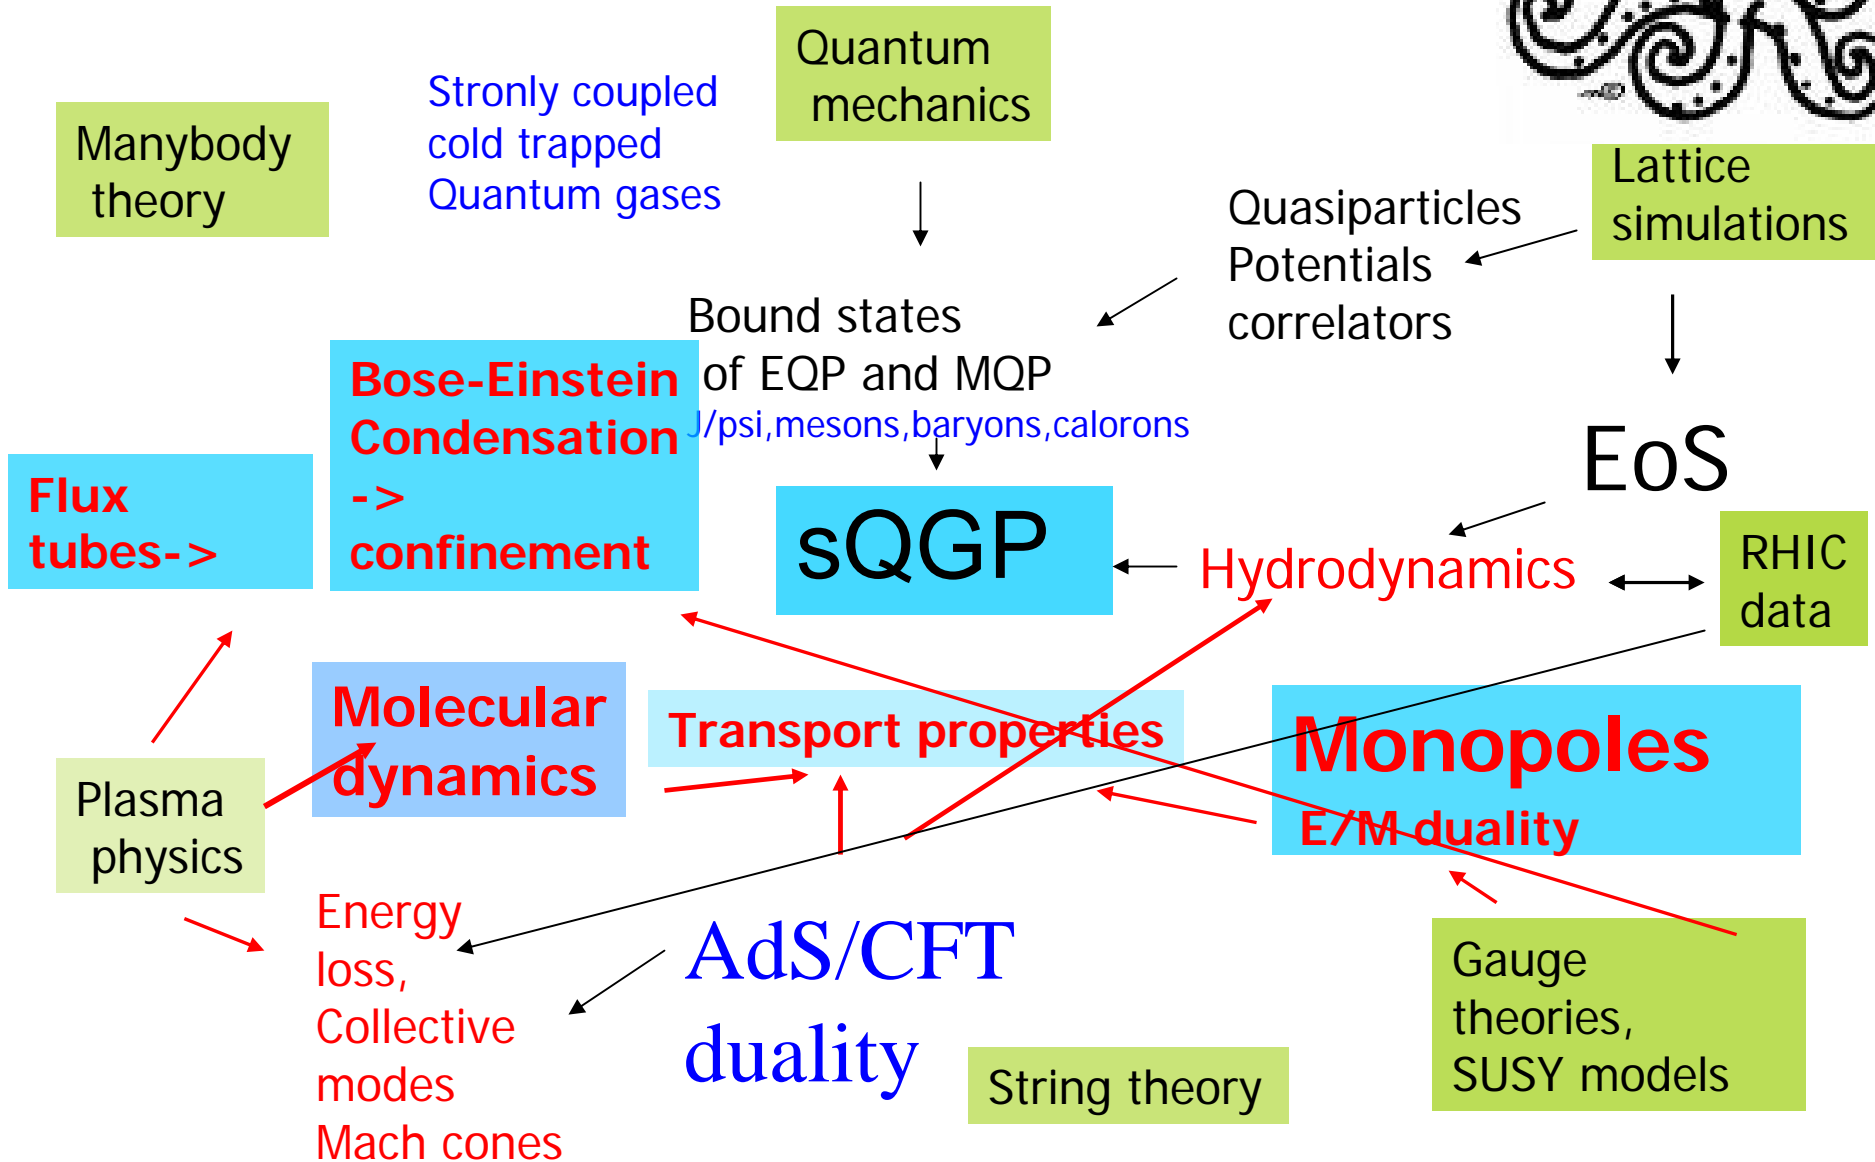 Quantum
mechanics
Stronly coupled
cold trapped
Quantum gases
Manybody
theory
Lattice
simulations
Quasiparticles
Potentials
correlators
Bound states
of EQP and MQP
J/psi,mesons,baryons,calorons
Bose-Einstein
Condensation
->
confinement
Flux
tubes->
sQGP
EoS
Hydrodynamics
RHIC
data
Molecular
dynamics
Transport properties
Monopoles
E/M duality
Plasma
physics
Energy
loss,
Collective
modes
Mach cones
AdS/CFT
duality
String theory
Gauge
theories,
SUSY models